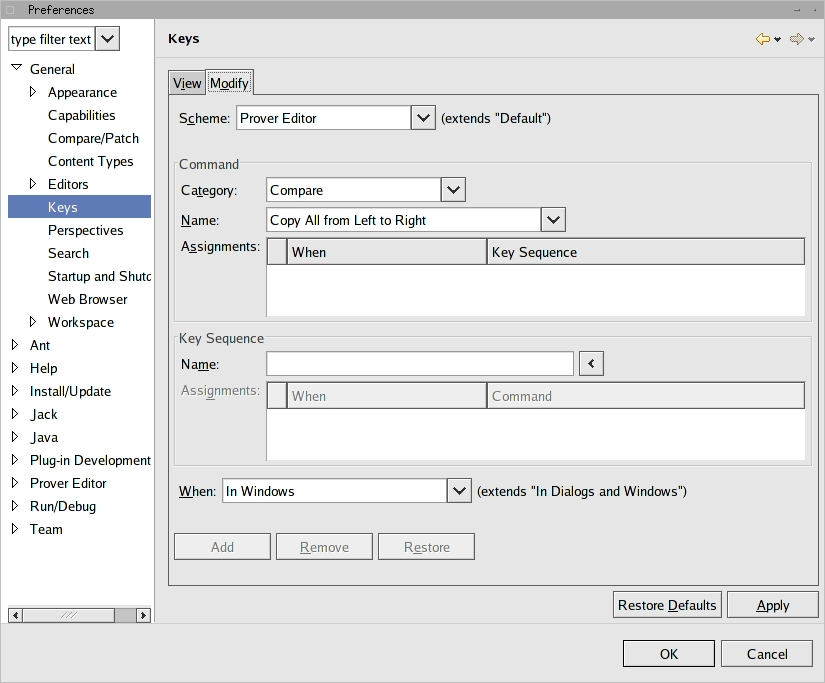 Preferences
type filter text
Keys
General
Appearance
Capabilities
Compare/Patch
Content Types
Editors
Keys
Perspectives
Search
Startup and Shutd
Web Browser
Workspace
Ant
Help
Install/Update
Jack
Java
Plug-in Development
Prover Editor
Run/Debug
Team
View Modify
Scheme: Prover Editor (extends "Default")
Command
Category: Compare
Name: Copy All from Left to Right
Assignments: When Key Sequence
Key Sequence
Name:
Assignments: When Command
When: In Windows (extends "In Dialogs and Windows")
Add Remove Restore
Restore Defaults Apply
OK Cancel